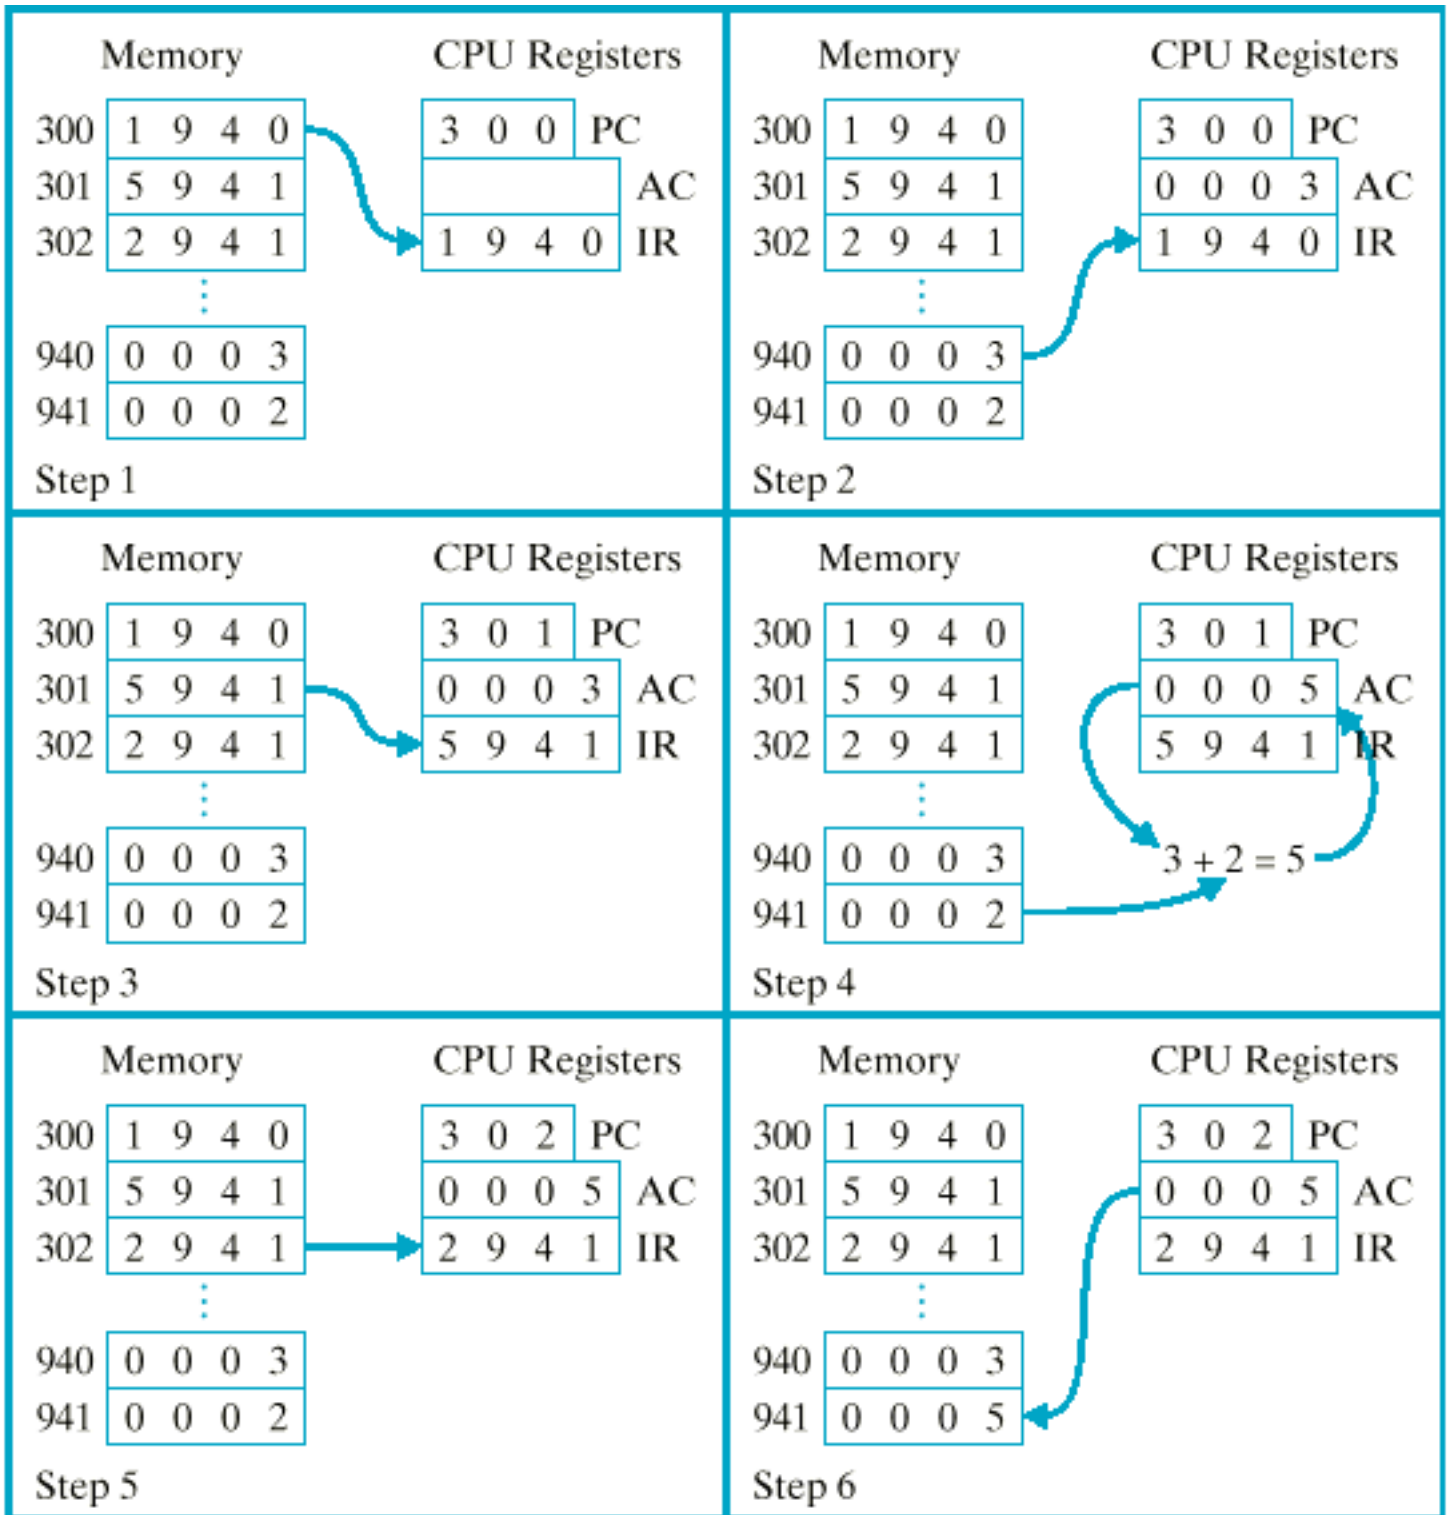 Memory CPU Registers
300 1 9 4 0 3 0 0 PC
301 5 9 4 1 AC
302 2 9 4 1 1 9 4 0 IR
940 0 0 0 3
941 0 0 0 2
Step 1
Memory CPU Registers
300 1 9 4 0 3 0 0 PC
301 5 9 4 1 0 0 0 3 AC
302 2 9 4 1 1 9 4 0 IR
940 0 0 0 3
941 0 0 0 2
Step 2
Memory CPU Registers
300 1 9 4 0 3 0 1 PC
301 5 9 4 1 0 0 0 3 AC
302 2 9 4 1 5 9 4 1 IR
940 0 0 0 3
941 0 0 0 2
Step 3
Memory CPU Registers
300 1 9 4 0 3 0 1 PC
301 5 9 4 1 0 0 0 5 AC
302 2 9 4 1 5 9 4 1 IR
940 0 0 0 3 3 + 2 = 5
941 0 0 0 2
Step 4
Memory CPU Registers
300 1 9 4 0 3 0 2 PC
301 5 9 4 1 0 0 0 5 AC
302 2 9 4 1 2 9 4 1 IR
940 0 0 0 3
941 0 0 0 2
Step 5
Memory CPU Registers
300 1 9 4 0 3 0 2 PC
301 5 9 4 1 0 0 0 5 AC
302 2 9 4 1 2 9 4 1 IR
940 0 0 0 3
941 0 0 0 5
Step 6